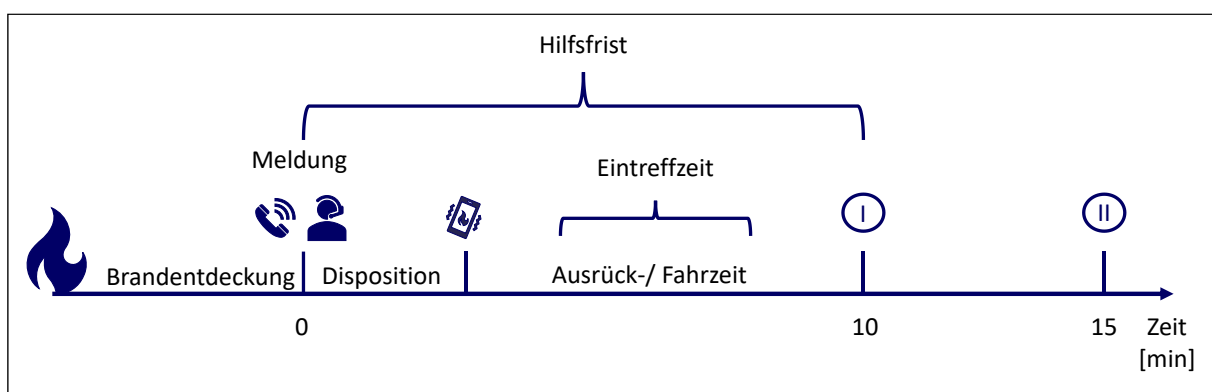 Hilfsfrist
Meldung
Eintreffzeit
I
II
Brandentdeckung
Disposition
Ausrück-/ Fahrzeit
0
10
15
Zeit
[min]